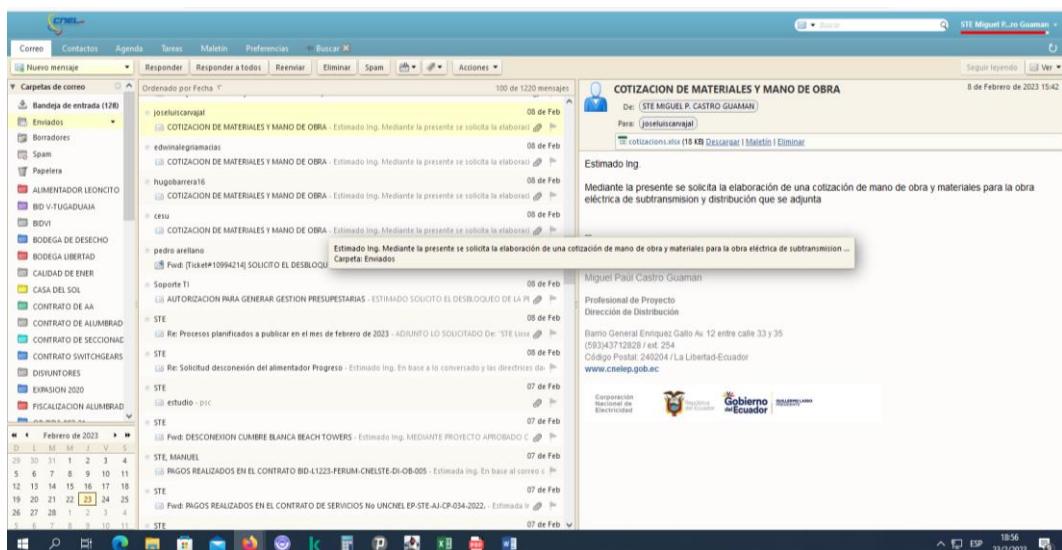 cnel
Buscar
STE Miguel P...ro Guaman
Correo Contactos Agenda Tareas Maletín Preferencias Buscar
Nuevo mensaje Responder Responder a todos Reenviar Eliminar Spam Acciones Seguir leyendo Ver
Carpetas de correo
Bandeja de entrada (128)
Enviados
Borradores
Spam
Papelera
ALIMENTADOR LEONCITO
BID V-TUGADUAJA
BIDVI
BODEGA DE DESECHO
BODEGA LIBERTAD
CALIDAD DE ENER
CASA DEL SOL
CONTRATO DE AA
CONTRATO DE ALUMBRAD
CONTRATO DE SECCIONAD
CONTRATO SWITCHGEARS
DISYUNTORES
EXPASION 2020
FISCALIZACION ALUMBRAD
Febrero de 2023
D L M M J V S
29 30 31 1 2 3 4
5 6 7 8 9 10 11
12 13 14 15 16 17 18
19 20 21 22 23 24 25
26 27 28 1 2 3 4
5 6 7 8 9 10 11
Ordenado por Fecha 100 de 1220 mensajes
joseluiscarvajal 08 de Feb
COTIZACION DE MATERIALES Y MANO DE OBRA - Estimado Ing. Mediante la presente se solicita la elaboraci
edwinalegriamacias 08 de Feb
COTIZACION DE MATERIALES Y MANO DE OBRA - Estimado Ing. Mediante la presente se solicita la elaboraci
hugobarrera16 08 de Feb
COTIZACION DE MATERIALES Y MANO DE OBRA - Estimado Ing. Mediante la presente se solicita la elaboraci
cesu 08 de Feb
COTIZACION DE MATERIALES Y MANO DE OBRA - Estimado Ing. Mediante la presente se solicita la elaboraci
pedro arellano
Fwd: [Ticket#10994214] SOLICITO EL DESBLOQU
Soporte TI 08 de Feb
AUTORIZACION PARA GENERAR GESTION PRESUPESTARIAS - ESTIMADO SOLICITO EL DESBLOQUEO DE LA PI
STE 08 de Feb
Re: Procesos planificados a publicar en el mes de febrero de 2023 - ADJUNTO LO SOLICITADO De: "STE Lisse
STE 08 de Feb
Re: Solicitud desconexión del alimentador Progreso - Estimado Ing. En base a lo conversado y las directrices da
STE 07 de Feb
estudio - psc
STE 07 de Feb
Fwd: DESCONEXION CUMBRE BLANCA BEACH TOWERS - Estimado Ing. MEDIANTE PROYECTO APROBADO C
STE, MANUEL 07 de Feb
PAGOS REALIZADOS EN EL CONTRATO BID-L1223-FERUM-CNELSTE-DI-OB-005 - Estimada ing. En base al correo c
STE 07 de Feb
Fwd: PAGOS REALIZADOS EN EL CONTRATO DE SERVICIOS No UNCNEL EP-STE-AJ-CP-034-2022. - Estimada Ir
STE 07 de Feb
Estimado Ing. Mediante la presente se solicita la elaboración de una cotización de mano de obra y materiales para la obra eléctrica de subtransmision ...
Carpeta: Enviados
COTIZACION DE MATERIALES Y MANO DE OBRA 8 de Febrero de 2023 15:42
De: STE MIGUEL P. CASTRO GUAMAN
Para: joseluiscarvajal
cotizacions.xlsx (18 KB) Descargar | Maletín | Eliminar
Estimado Ing.
Mediante la presente se solicita la elaboración de una cotización de mano de obra y materiales para la obra
eléctrica de subtransmision y distribución que se adjunta
--
Miguel Paúl Castro Guaman
Profesional de Proyecto
Dirección de Distribución
Barrio General Enriquez Gallo Av. 12 entre calle 33 y 35
(593)43712828 / ext. 254
Código Postal: 240204 / La Libertad-Ecuador
www.cnelep.gob.ec
Corporación
Nacional de
Electricidad
República
del Ecuador
Gobierno
del Ecuador
GUILLERMO LASSO
PRESIDENTE
ESP
18:56
23/2/2023